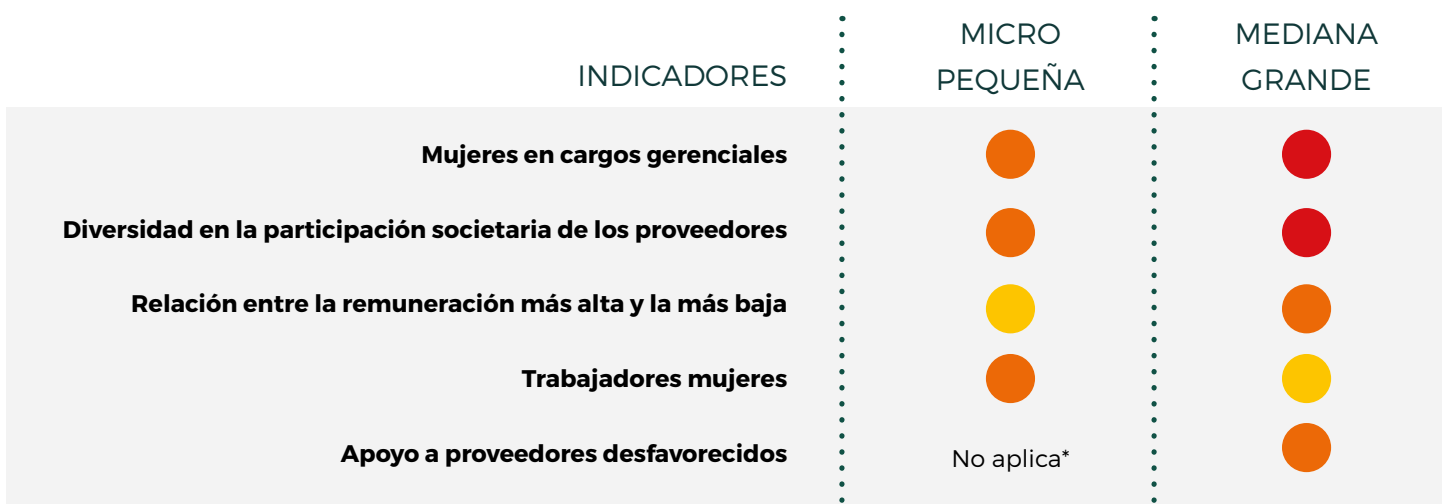 INDICADORES
MICRO
PEQUEÑA
MEDIANA
GRANDE
Mujeres en cargos gerenciales
Diversidad en la participación societaria de los proveedores
Relación entre la remuneración más alta y la más baja
Trabajadores mujeres
Apoyo a proveedores desfavorecidos
No aplica*